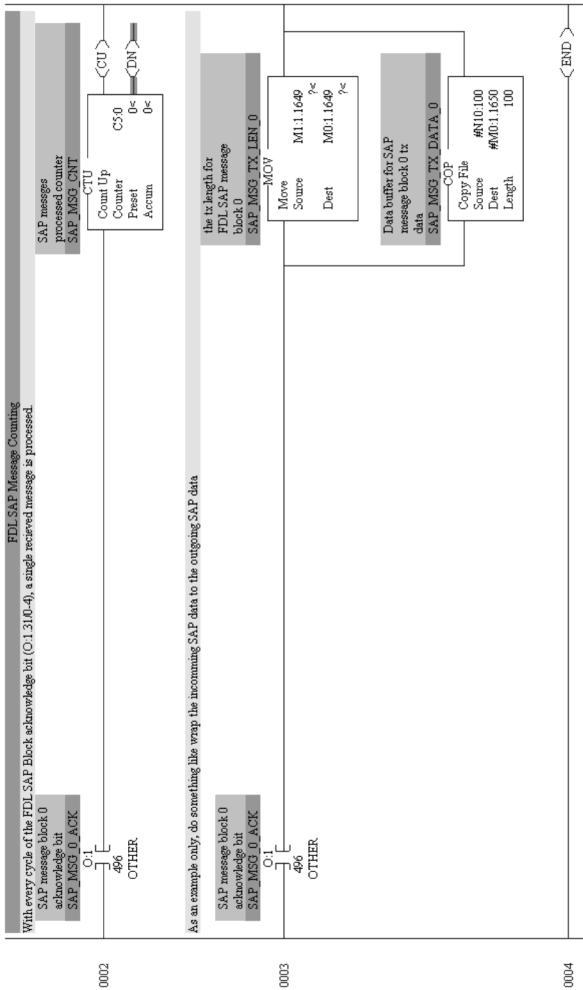 FDL SAP Message Counting
With every cycle of the FDL SAP Block acknowledge bit (O:1.31/0-4), a single recieved message is processed.
SAP message block 0
acknowledge bit
SAP_MSG_0_ACK
O:1
496
OTHER
0002
SAP messges
processed counter
SAP_MSG_CNT
CTU
Count Up
Counter C5:0
Preset 0<
Accum 0<
CU
DN
As an example only, do something like wrap the incomming SAP data to the outgoing SAP data
SAP message block 0
acknowledge bit
SAP_MSG_0_ACK
O:1
496
OTHER
0003
the tx length for
FDL SAP message
block 0
SAP_MSG_TX_LEN_0
MOV
Move
Source M1:1.1649
?<
Dest M0:1.1649
?<
Data buffer for SAP
message block 0 tx
data
SAP_MSG_TX_DATA_0
COP
Copy File
Source #N10:100
Dest #M0:1.1650
Length 100
0004
END